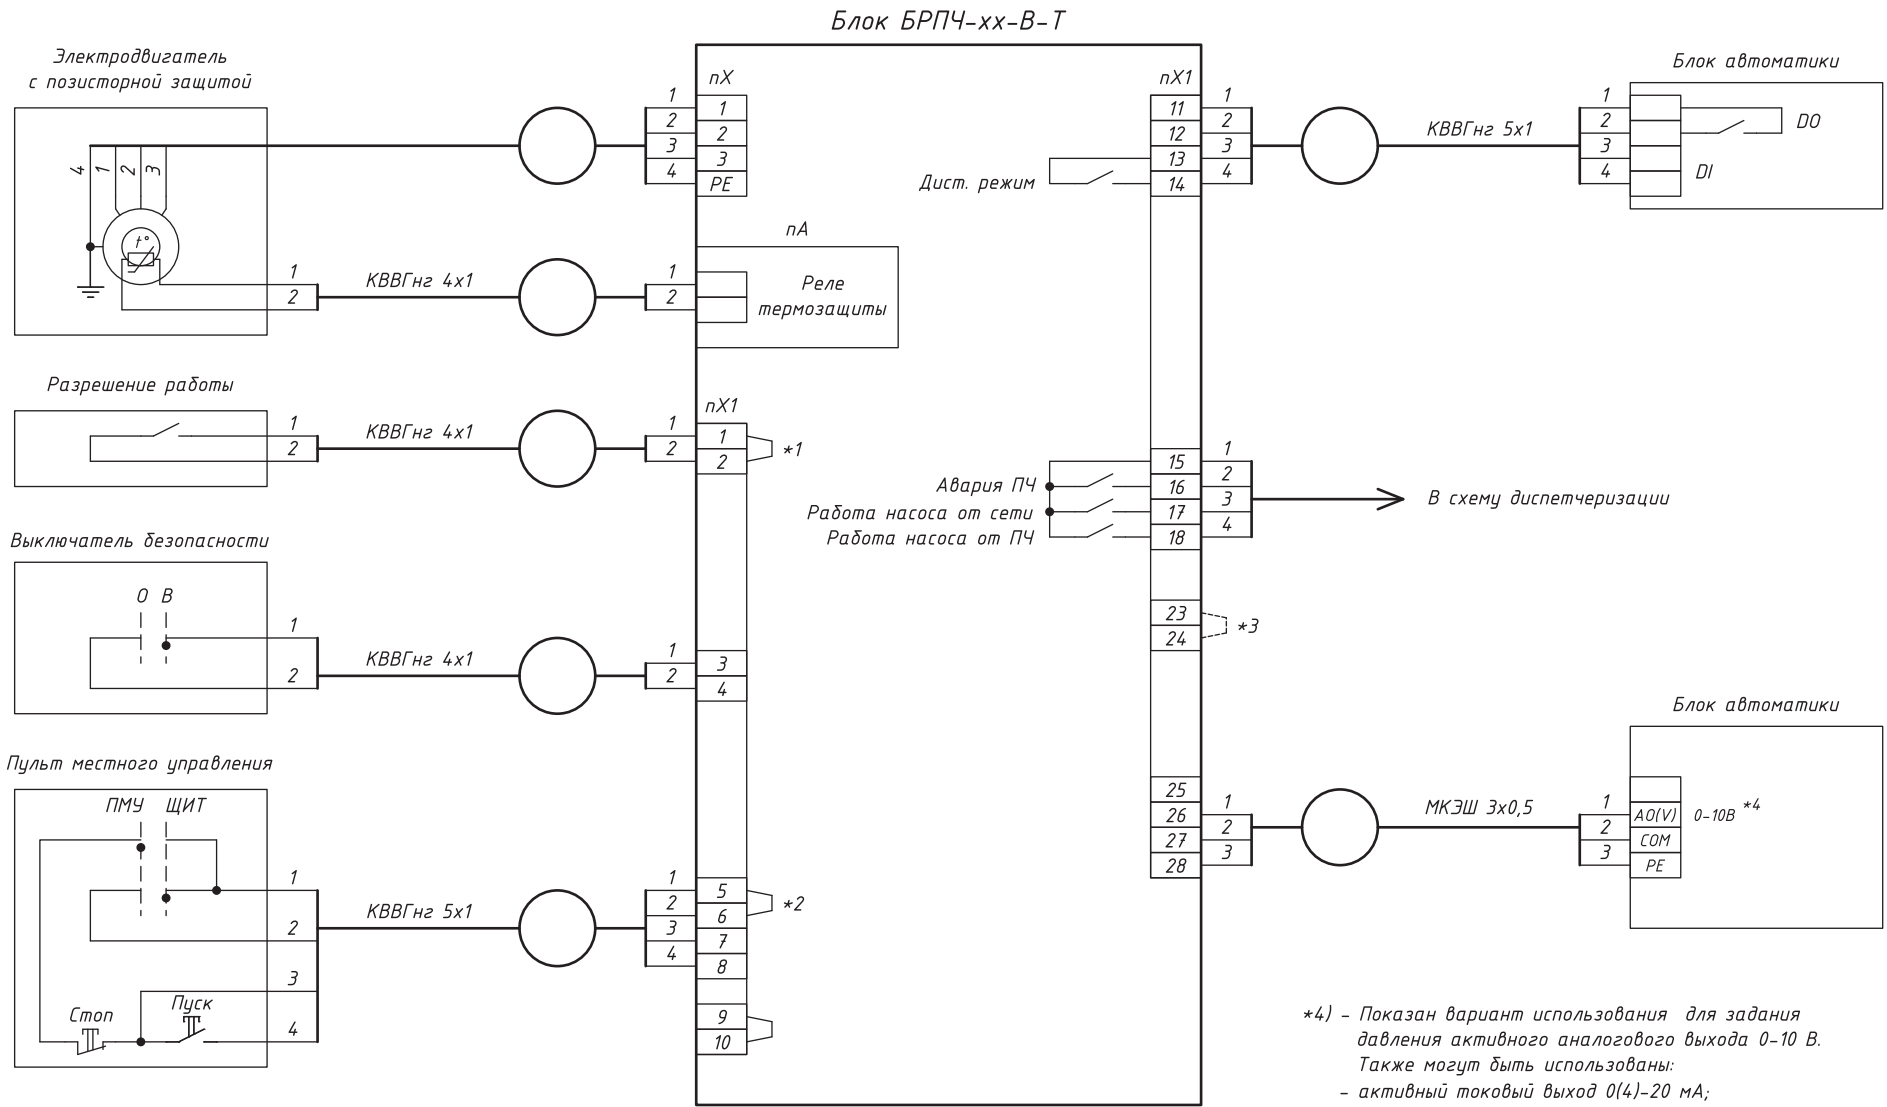 Блок БРПЧ-хх-В-Т
Электродвигатель
с позисторной защитой
4 1 2 3
t°
1
2
КВВГнг 4х1
nX
1 1
2 2
3 3
4 PE
nA
1
2
Реле
термозащиты
Разрешение работы
1
2
КВВГнг 4х1
nX1
1 1
2 2
*1
Выключатель безопасности
О В
1
2
КВВГнг 4х1
1 3
2 4
Пульт местного управления
ПМУ ЩИТ
1
2
3
4
Стоп
Пуск
КВВГнг 5х1
1 5
2 6
3 7
4 8
*2
9
10
nX1
11 1
12 2
13 3
14 4
Дист. режим
КВВГнг 5х1
Блок автоматики
1
2
3
4
DO
DI
Авария ПЧ
Работа насоса от сети
Работа насоса от ПЧ
15 1
16 2
17 3
18 4
В схему диспетчеризации
23
24
*3
25
26 1
27 2
28 3
МКЭШ 3х0,5
Блок автоматики
1 AO(V) 0-10В *4
2 COM
3 PE
*4) - Показан вариант использования для задания
давления активного аналогового выхода 0-10 В.
Также могут быть использованы:
- активный токовый выход 0(4)-20 мА;